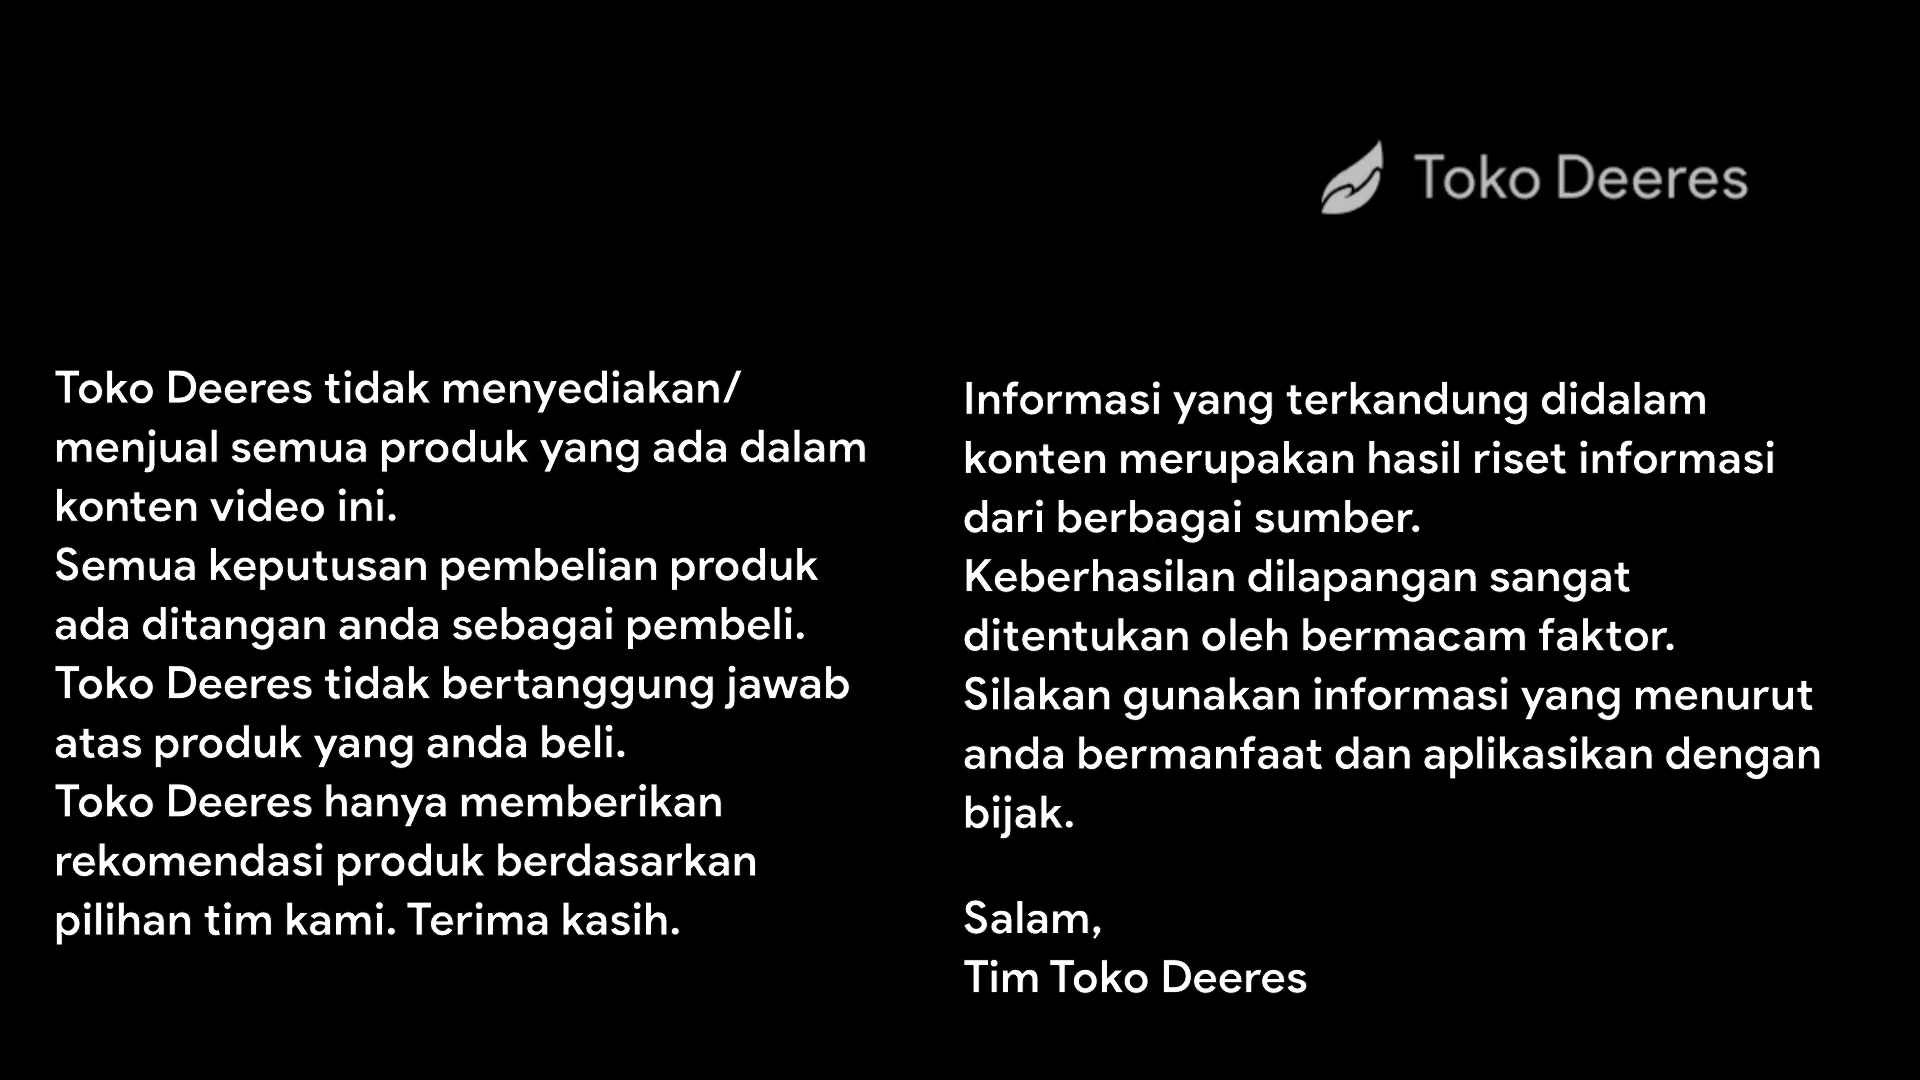 Toko Deeres
Toko Deeres tidak menyediakan/
menjual semua produk yang ada dalam
konten video ini.
Semua keputusan pembelian produk
ada ditangan anda sebagai pembeli.
Toko Deeres tidak bertanggung jawab
atas produk yang anda beli.
Toko Deeres hanya memberikan
rekomendasi produk berdasarkan
pilihan tim kami. Terima kasih.
Informasi yang terkandung didalam
konten merupakan hasil riset informasi
dari berbagai sumber.
Keberhasilan dilapangan sangat
ditentukan oleh bermacam faktor.
Silakan gunakan informasi yang menurut
anda bermanfaat dan aplikasikan dengan
bijak.
Salam,
Tim Toko Deeres